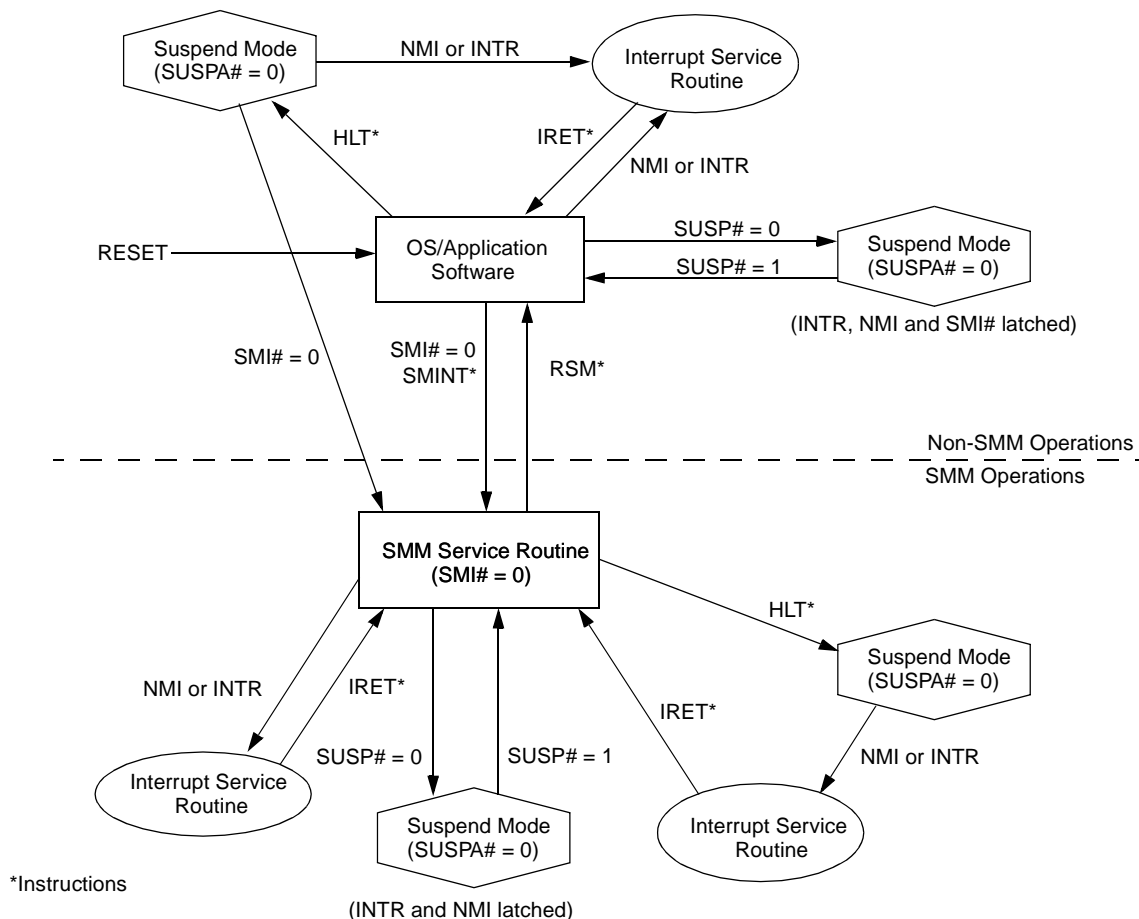 Suspend Mode
(SUSPA# = 0)
NMI or INTR
Interrupt Service
Routine
HLT*
IRET*
NMI or INTR
RESET
OS/Application
Software
SUSP# = 0
SUSP# = 1
Suspend Mode
(SUSPA# = 0)
(INTR, NMI and SMI# latched)
SMI# = 0
SMI# = 0
SMINT*
RSM*
Non-SMM Operations
SMM Operations
SMM Service Routine
(SMI# = 0)
HLT*
Suspend Mode
(SUSPA# = 0)
NMI or INTR
IRET*
IRET*
SUSP# = 0
SUSP# = 1
NMI or INTR
Interrupt Service
Routine
Suspend Mode
(SUSPA# = 0)
Interrupt Service
Routine
*Instructions
(INTR and NMI latched)